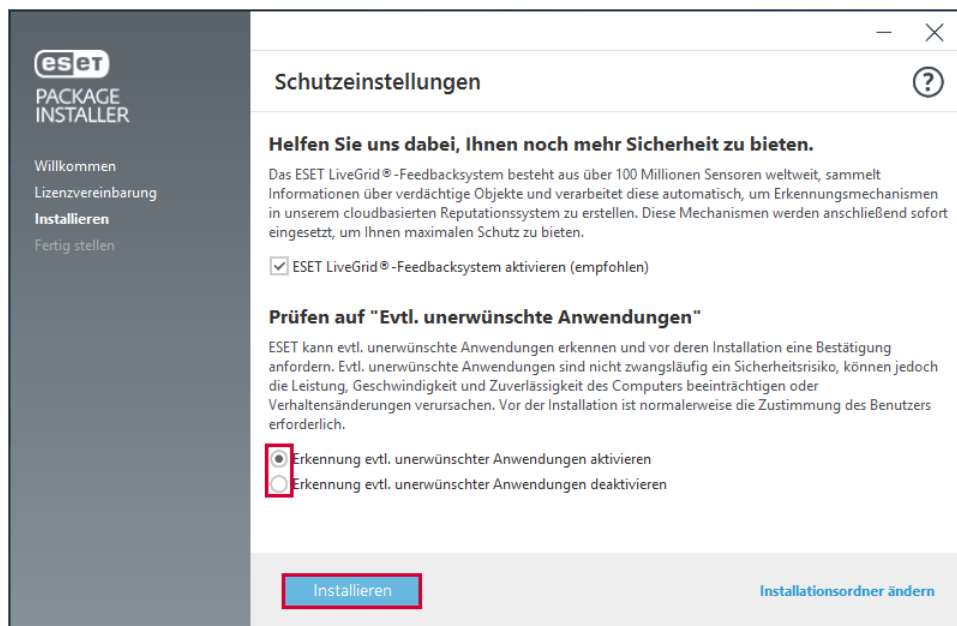 eseT
PACKAGE
INSTALLER
Willkommen
Lizenzvereinbarung
Installieren
Fertig stellen
Schutzeinstellungen
?
Helfen Sie uns dabei, Ihnen noch mehr Sicherheit zu bieten.
Das ESET LiveGrid®-Feedbacksystem besteht aus über 100 Millionen Sensoren weltweit, sammelt
Informationen über verdächtige Objekte und verarbeitet diese automatisch, um Erkennungsmechanismen
in unserem cloudbasierten Reputationssystem zu erstellen. Diese Mechanismen werden anschließend sofort
eingesetzt, um Ihnen maximalen Schutz zu bieten.
ESET LiveGrid®-Feedbacksystem aktivieren (empfohlen)
Prüfen auf "Evtl. unerwünschte Anwendungen"
ESET kann evtl. unerwünschte Anwendungen erkennen und vor deren Installation eine Bestätigung
anfordern. Evtl. unerwünschte Anwendungen sind nicht zwangsläufig ein Sicherheitsrisiko, können jedoch
die Leistung, Geschwindigkeit und Zuverlässigkeit des Computers beeinträchtigen oder
Verhaltensänderungen verursachen. Vor der Installation ist normalerweise die Zustimmung des Benutzers
erforderlich.
Erkennung evtl. unerwünschter Anwendungen aktivieren
Erkennung evtl. unerwünschter Anwendungen deaktivieren
Installieren
Installationsordner ändern